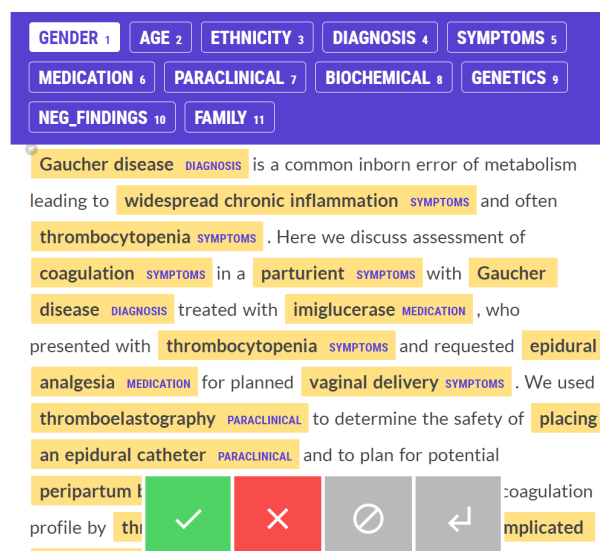 GENDER 1 AGE 2 ETHNICITY 3 DIAGNOSIS 4 SYMPTOMS 5
MEDICATION 6 PARACLINICAL 7 BIOCHEMICAL 8 GENETICS 9
NEG_FINDINGS 10 FAMILY 11
Gaucher disease DIAGNOSIS is a common inborn error of metabolism
leading to widespread chronic inflammation SYMPTOMS and often
thrombocytopenia SYMPTOMS . Here we discuss assessment of
coagulation SYMPTOMS in a parturient SYMPTOMS with Gaucher
disease DIAGNOSIS treated with imiglucerase MEDICATION , who
presented with thrombocytopenia SYMPTOMS and requested epidural
analgesia MEDICATION for planned vaginal delivery SYMPTOMS . We used
thromboelastography PARACLINICAL to determine the safety of placing
an epidural catheter PARACLINICAL and to plan for potential
peripartum coagulation
profile by